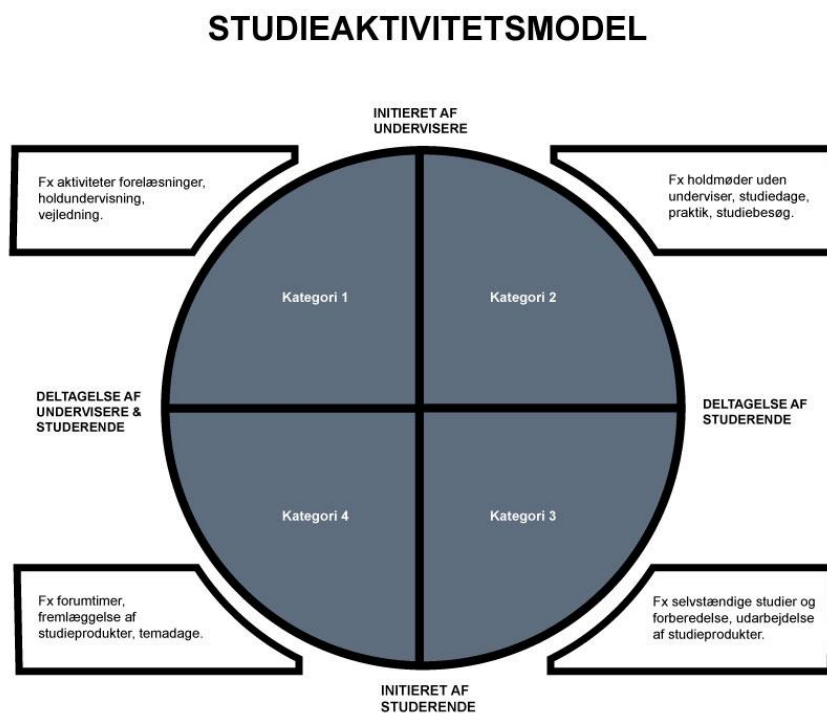 STUDIEAKTIVITETSMODEL
INITIERET AF
UNDERVISERE
Fx aktiviteter forelæsninger,
holdundervisning,
vejledning.
Fx holdmøder uden
underviser, studiedage,
praktik, studiebesøg.
Kategori 1
Kategori 2
DELTAGELSE AF
UNDERVISERE &
STUDERENDE
DELTAGELSE AF
STUDERENDE
Kategori 4
Kategori 3
Fx forumtimer,
fremlæggelse af
studieprodukter, temadage.
Fx selvstændige studier og
forberedelse, udarbejdelse
af studieprodukter.
INITIERET AF
STUDERENDE